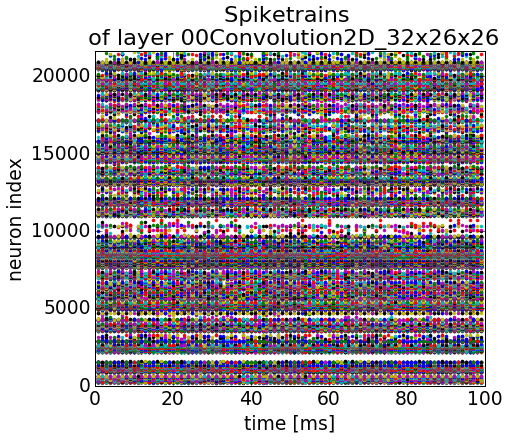 Spiketrains
of layer 00Convolution2D_32x26x26
20000
15000
neuron index
10000
5000
0
0 20 40 60 80 100
time [ms]